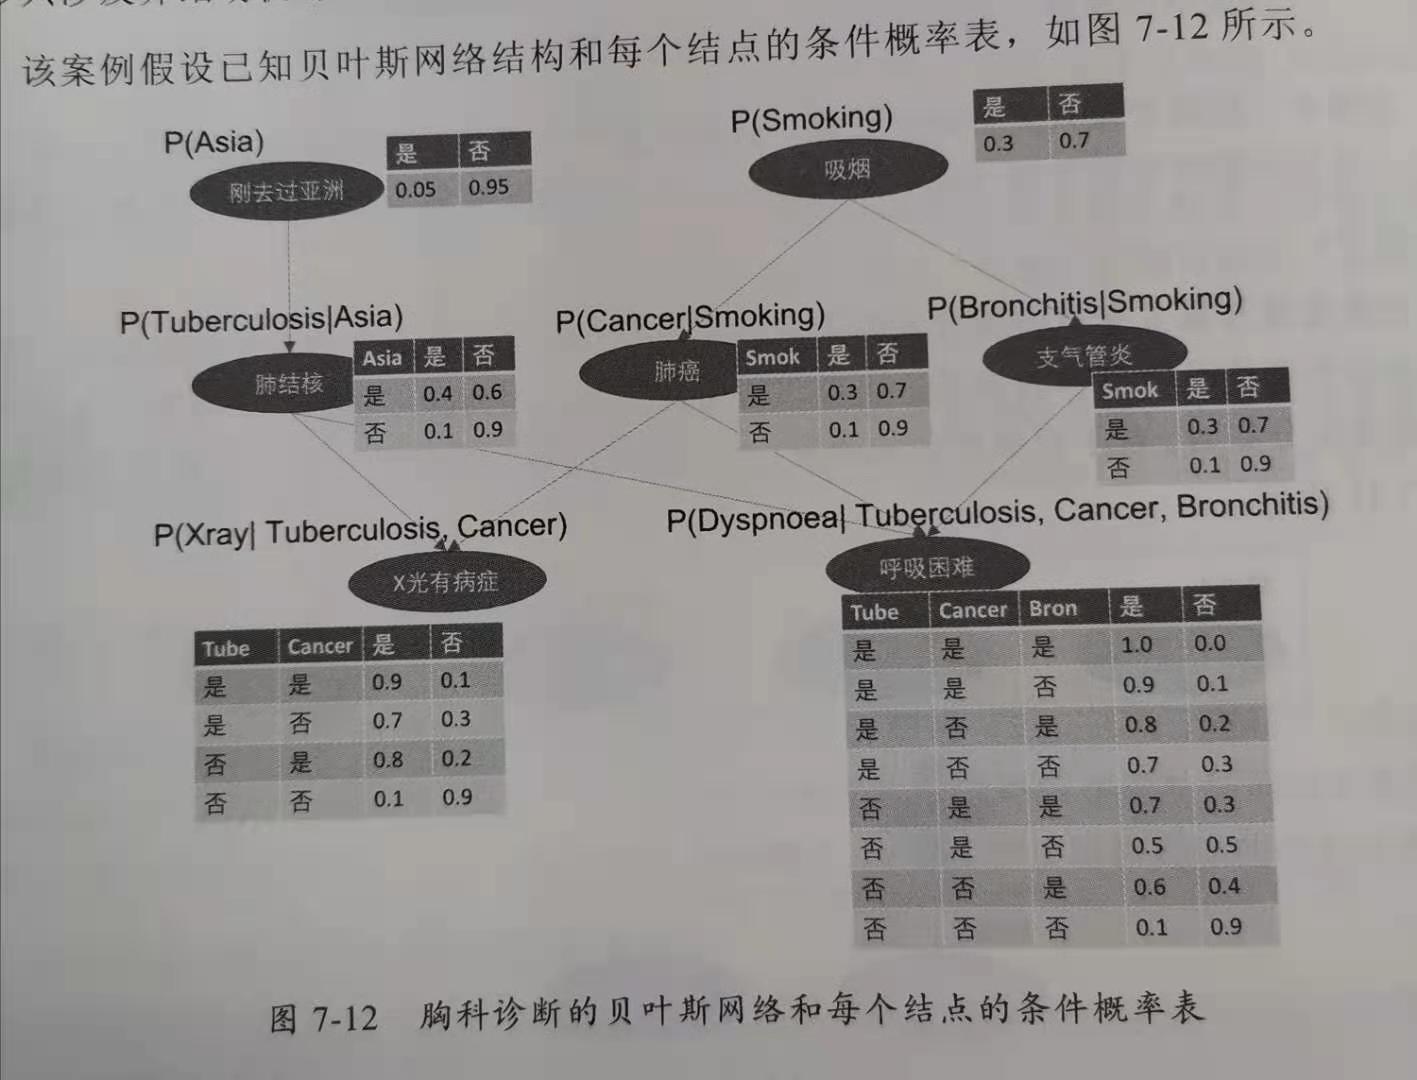 该案例假设已知贝叶斯网络结构和每个结点的条件概率表，如图 7-12 所示。
P(Asia)
是 否
0.05 0.95
刚去过亚洲
P(Smoking)
是 否
0.3 0.7
吸烟
P(Tuberculosis|Asia)
肺结核
Asia 是 否
是 0.4 0.6
否 0.1 0.9
P(Cancer|Smoking)
肺癌
Smok 是 否
是 0.3 0.7
否 0.1 0.9
P(Bronchitis|Smoking)
支气管炎
Smok 是 否
是 0.3 0.7
否 0.1 0.9
P(Xray| Tuberculosis, Cancer)
X光有病症
Tube Cancer 是 否
是 是 0.9 0.1
是 否 0.7 0.3
否 是 0.8 0.2
否 否 0.1 0.9
P(Dyspnoea| Tuberculosis, Cancer, Bronchitis)
呼吸困难
Tube Cancer Bron 是 否
是 是 是 1.0 0.0
是 是 否 0.9 0.1
是 否 是 0.8 0.2
是 否 否 0.7 0.3
否 是 是 0.7 0.3
否 是 否 0.5 0.5
否 否 是 0.6 0.4
否 否 否 0.1 0.9
图 7-12 胸科诊断的贝叶斯网络和每个结点的条件概率表